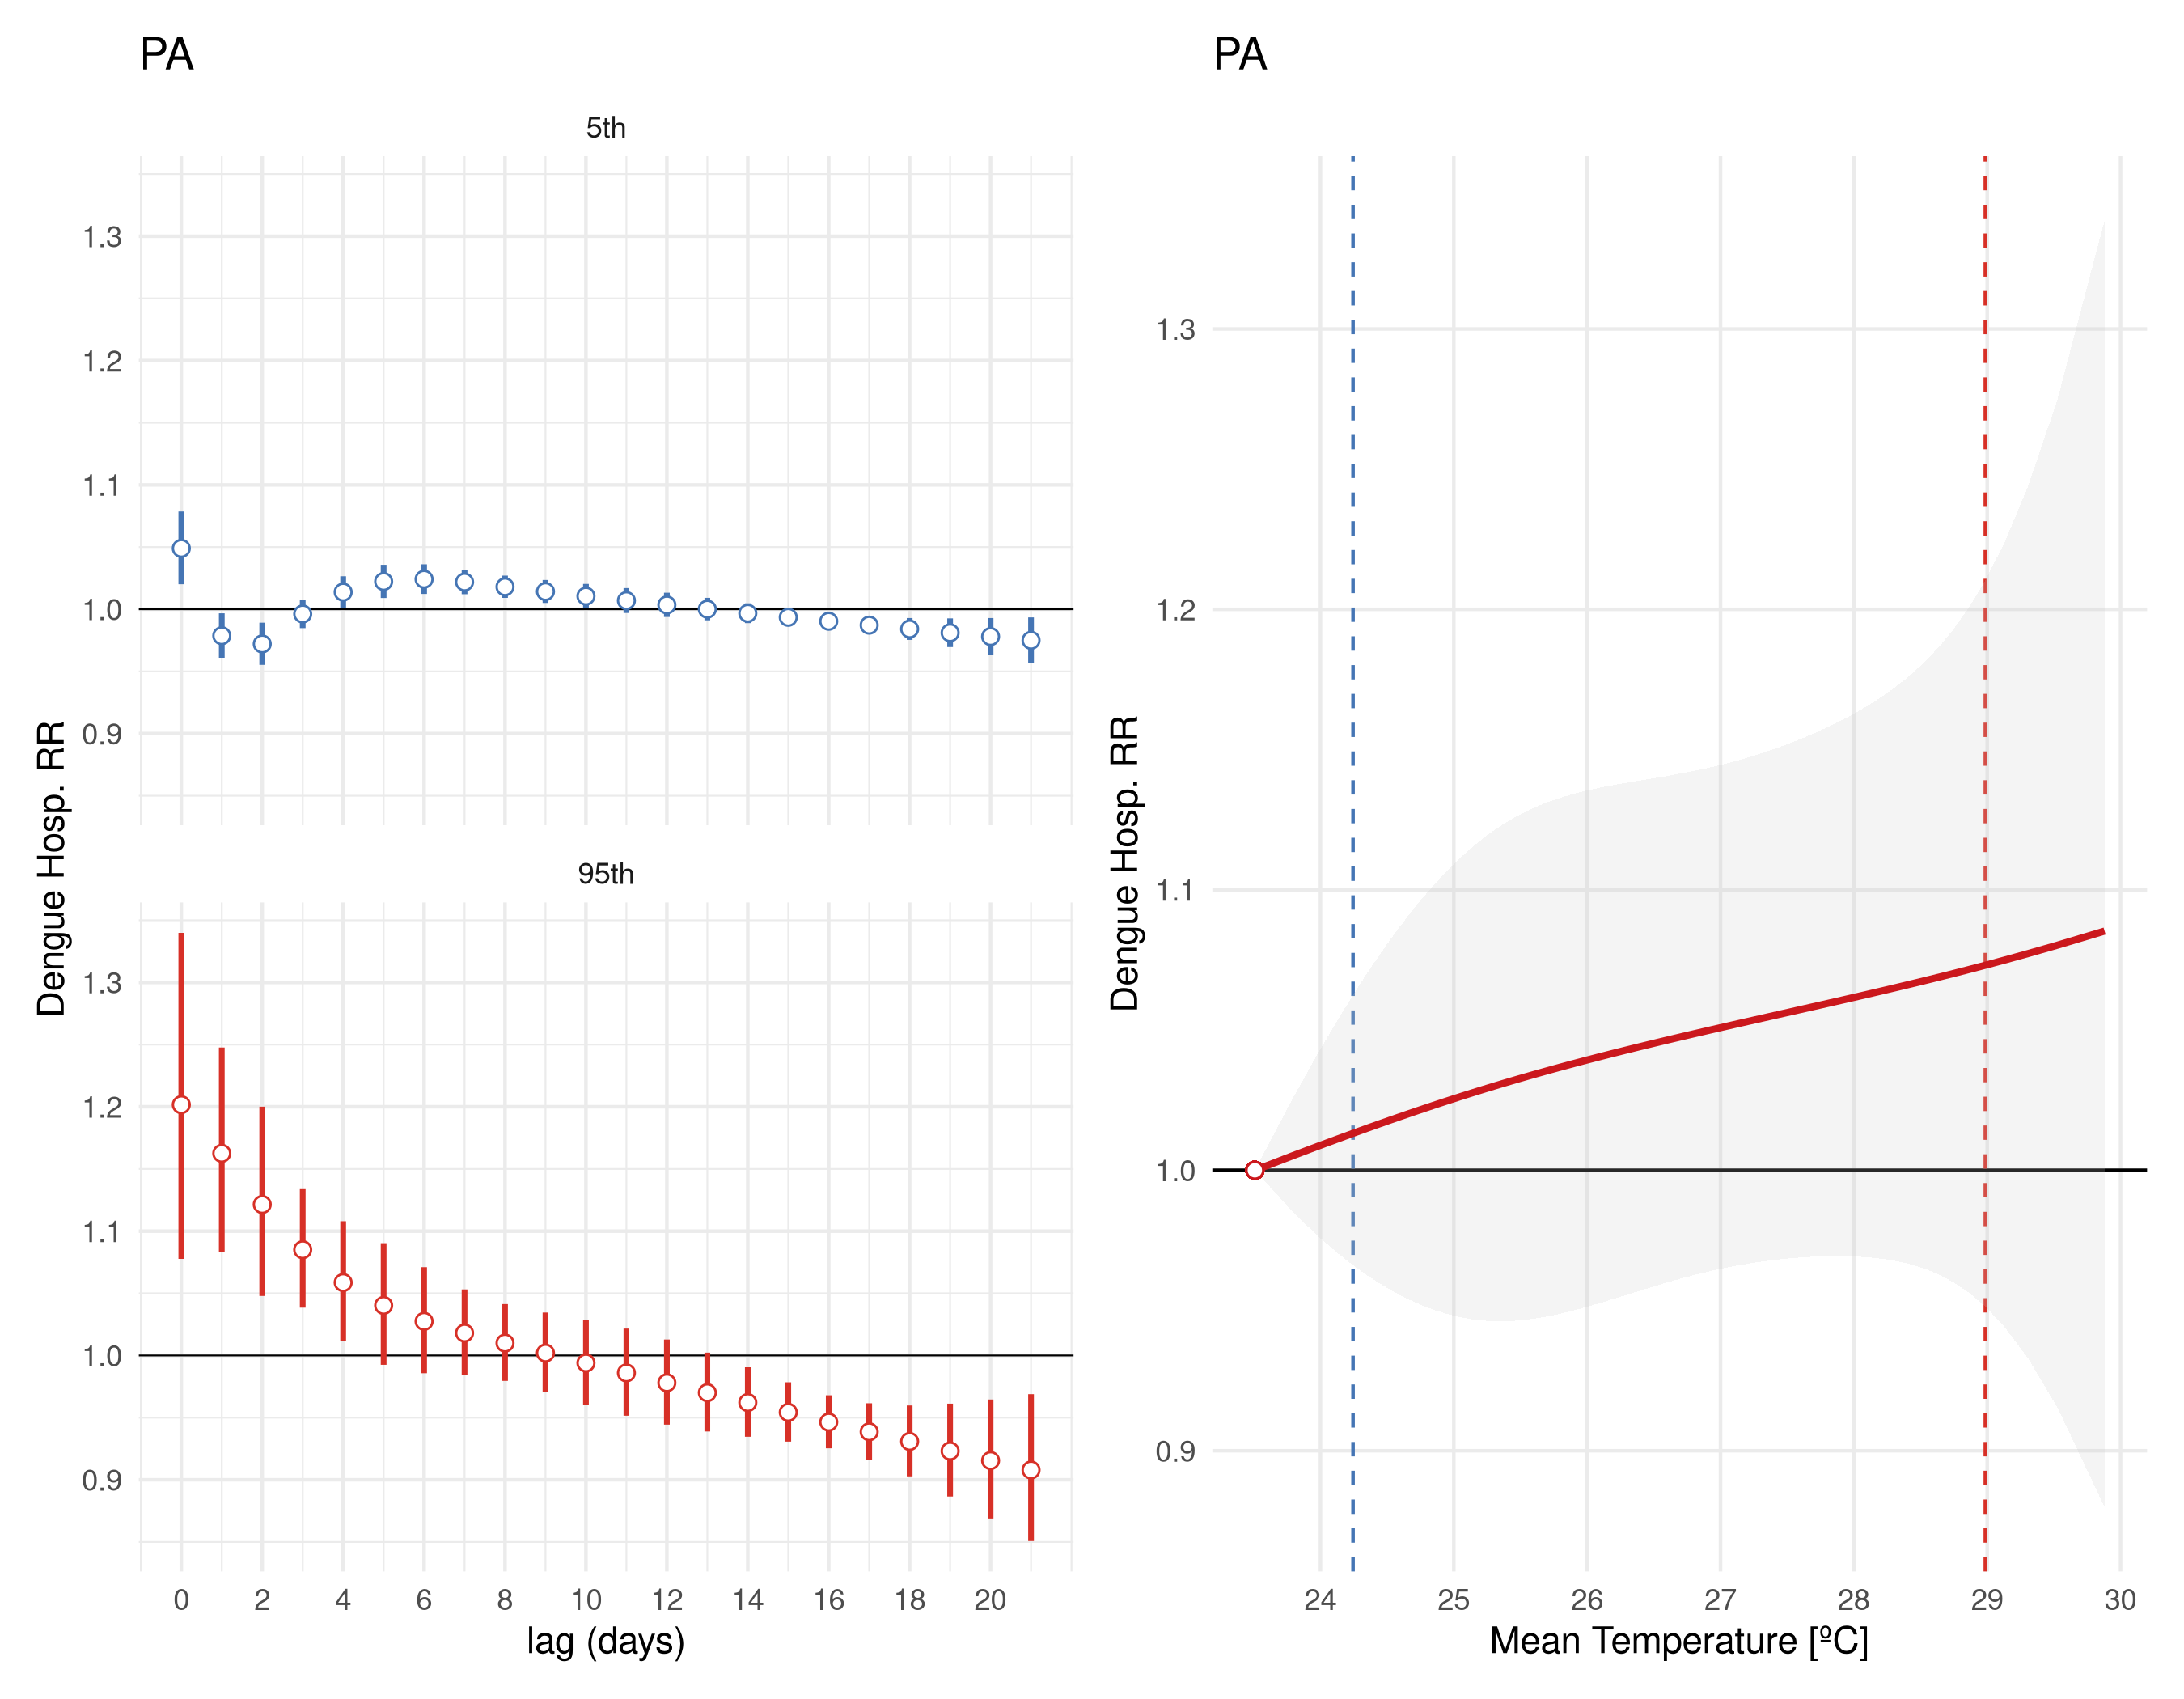 PA
5th
1.3
1.2
1.1
1.0
0.9
95th
1.3
1.2
1.1
1.0
0.9
Dengue Hosp. RR
0 2 4 6 8 10 12 14 16 18 20
lag (days)
PA
1.3
1.2
1.1
1.0
0.9
Dengue Hosp. RR
24 25 26 27 28 29 30
Mean Temperature [ºC]